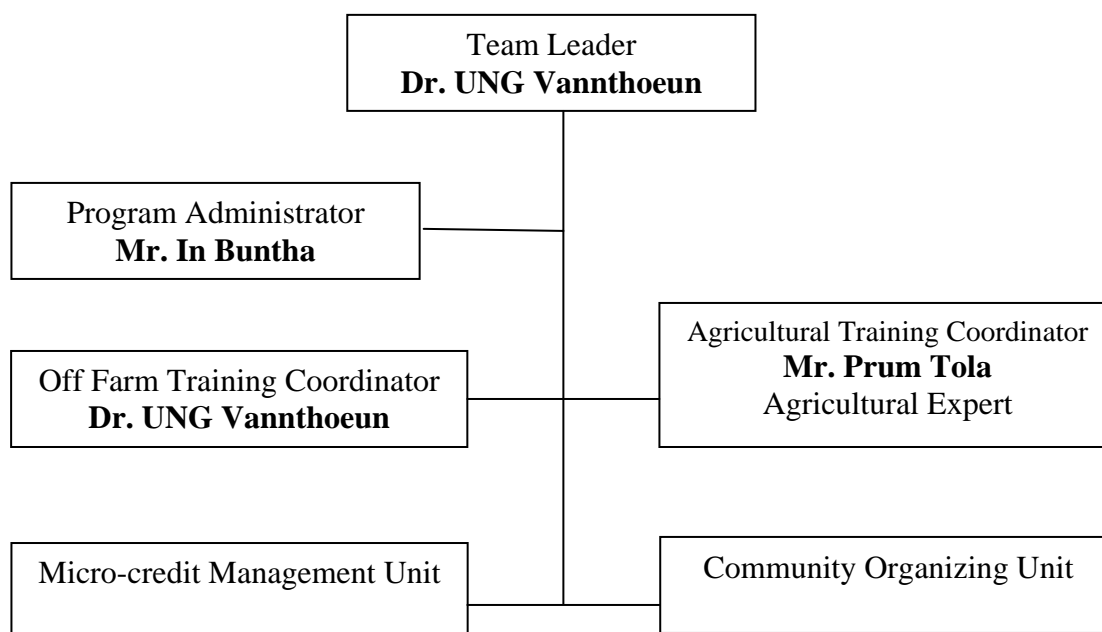 Team Leader
Dr. UNG Vannthoeun
Program Administrator
Mr. In Buntha
Agricultural Training Coordinator
Mr. Prum Tola
Agricultural Expert
Off Farm Training Coordinator
Dr. UNG Vannthoeun
Micro-credit Management Unit
Community Organizing Unit